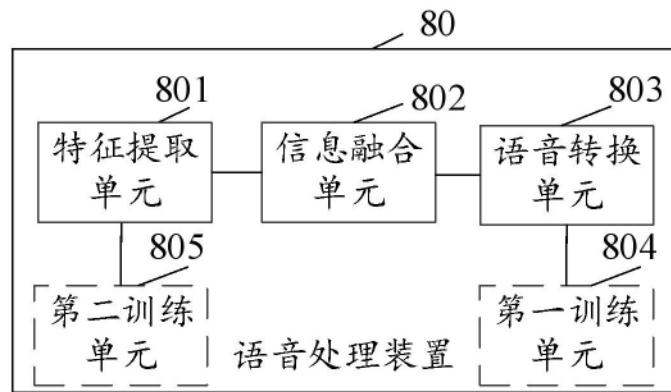 80
801
802
803
特征提取
单元
信息融合
单元
语音转换
单元
805
804
第二训练
单元
第一训练
单元
语音处理装置